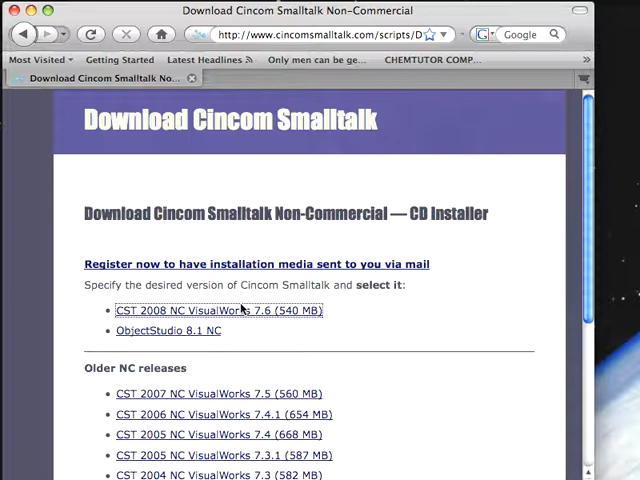 Download Cincom Smalltalk Non-Commercial
http://www.cincomsmalltalk.com/scripts/D
G
Google
Most Visited
Getting Started
Latest Headlines
Only men can be ge...
CHEMTUTOR COMP...
Download Cincom Smalltalk No...
Download Cincom Smalltalk
Download Cincom Smalltalk Non-Commercial — CD Installer
Register now to have installation media sent to you via mail
Specify the desired version of Cincom Smalltalk and select it:
• CST 2008 NC VisualWorks 7.6 (540 MB)
• ObjectStudio 8.1 NC
Older NC releases
• CST 2007 NC VisualWorks 7.5 (560 MB)
• CST 2006 NC VisualWorks 7.4.1 (654 MB)
• CST 2005 NC VisualWorks 7.4 (668 MB)
• CST 2005 NC VisualWorks 7.3.1 (587 MB)
• CST 2004 NC VisualWorks 7.3 (582 MB)